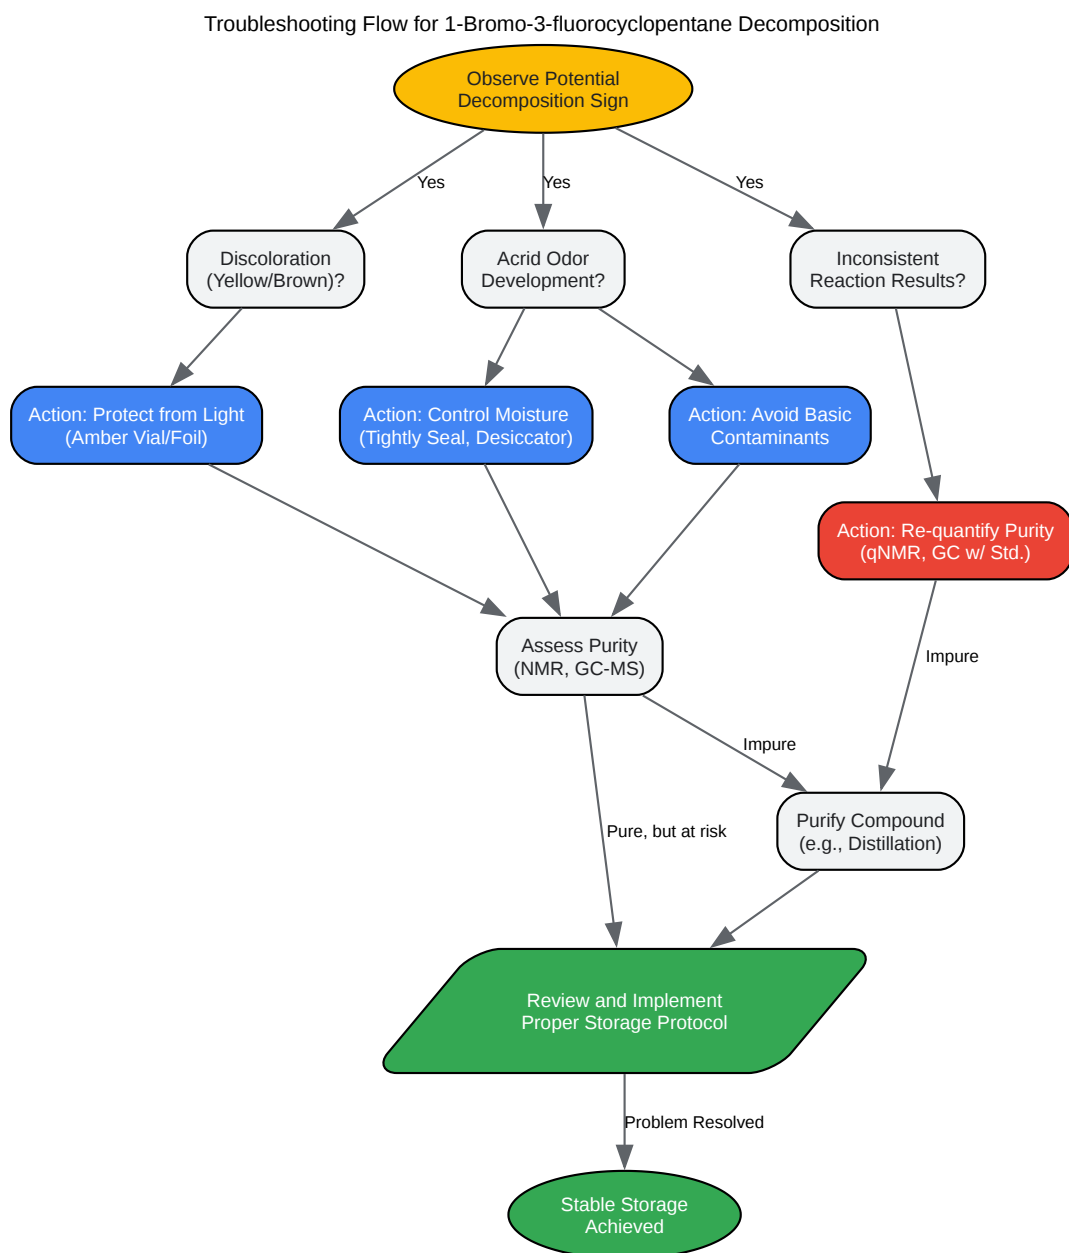 Troubleshooting Flow for 1-Bromo-3-fluorocyclopentane Decomposition
Observe Potential
Decomposition Sign
Yes
Yes
Yes
Discoloration
(Yellow/Brown)?
Acrid Odor
Development?
Inconsistent
Reaction Results?
Action: Protect from Light
(Amber Vial/Foil)
Action: Control Moisture
(Tightly Seal, Desiccator)
Action: Avoid Basic
Contaminants
Action: Re-quantify Purity
(qNMR, GC w/ Std.)
Assess Purity
(NMR, GC-MS)
Impure
Impure
Pure, but at risk
Purify Compound
(e.g., Distillation)
Review and Implement
Proper Storage Protocol
Problem Resolved
Stable Storage
Achieved